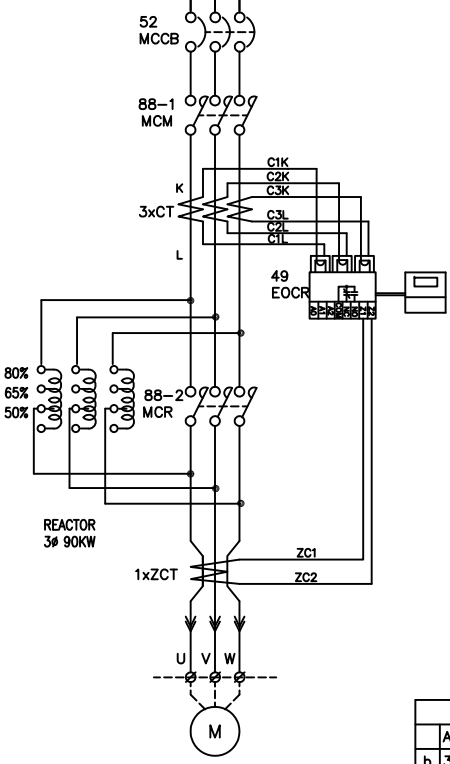 52
MCCB
88-1
MCM
C1K
C2K
K
C3K
3xCT
C3L
C2L
C1L
L
49
EOCR
80%
65%
50%
88-2
MCR
REACTOR
3ø 90KW
ZC1
1xZCT
ZC2
U V W
M
A
b 3